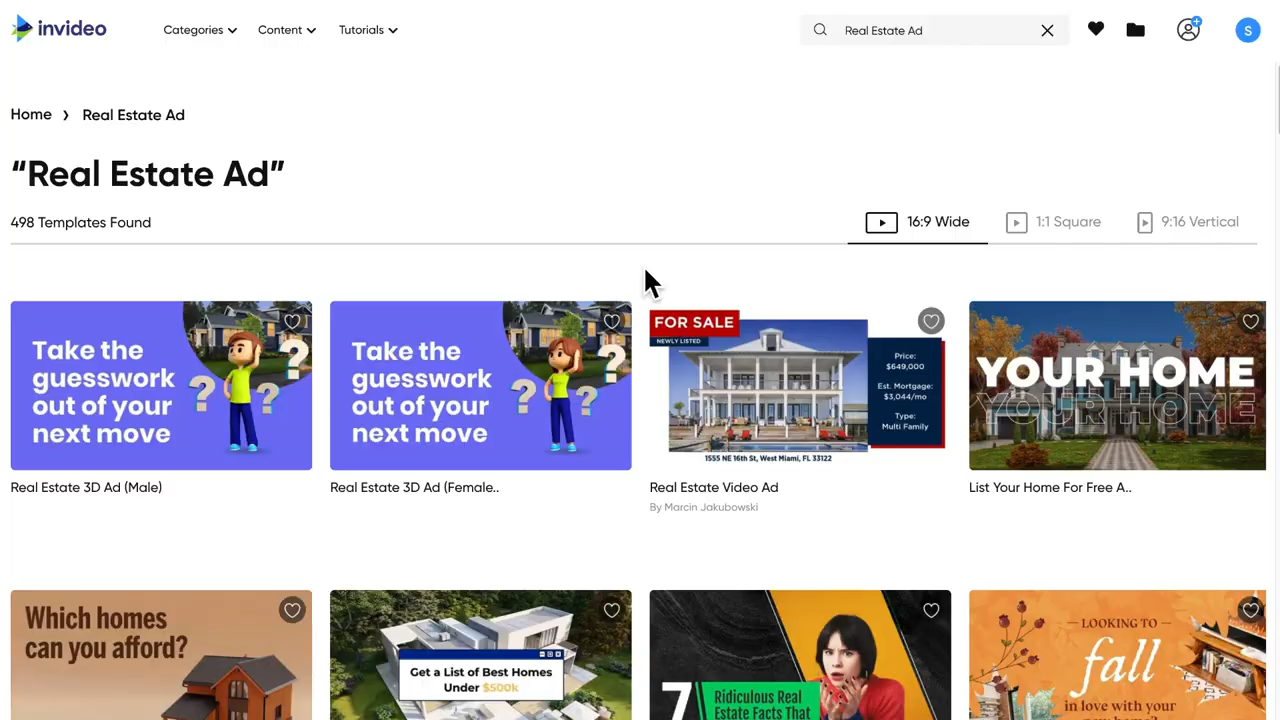 invideo
Categories
Content
Tutorials
Real Estate Ad
S
Home > Real Estate Ad
“Real Estate Ad”
498 Templates Found
16:9 Wide
1:1 Square
9:16 Vertical
Take the
guesswork
out of your
next move
? ? ?
Real Estate 3D Ad (Male)
Take the
guesswork
out of your
next move
? ? ?
Real Estate 3D Ad (Female..
FOR SALE
NEWLY LISTED
Price:
$649,000
Est. Mortgage:
$3,044/mo
Type:
Multi Family
1555 NE 16th St, West Miami, FL 33122
Real Estate Video Ad
By Marcin Jakubowski
YOUR HOME
YOUR HOME
List Your Home For Free A..
Which homes
can you afford?
Get a List of Best Homes
Under $500k
7
Ridiculous Real
Estate Facts That
LOOKING TO
fall
in love with your